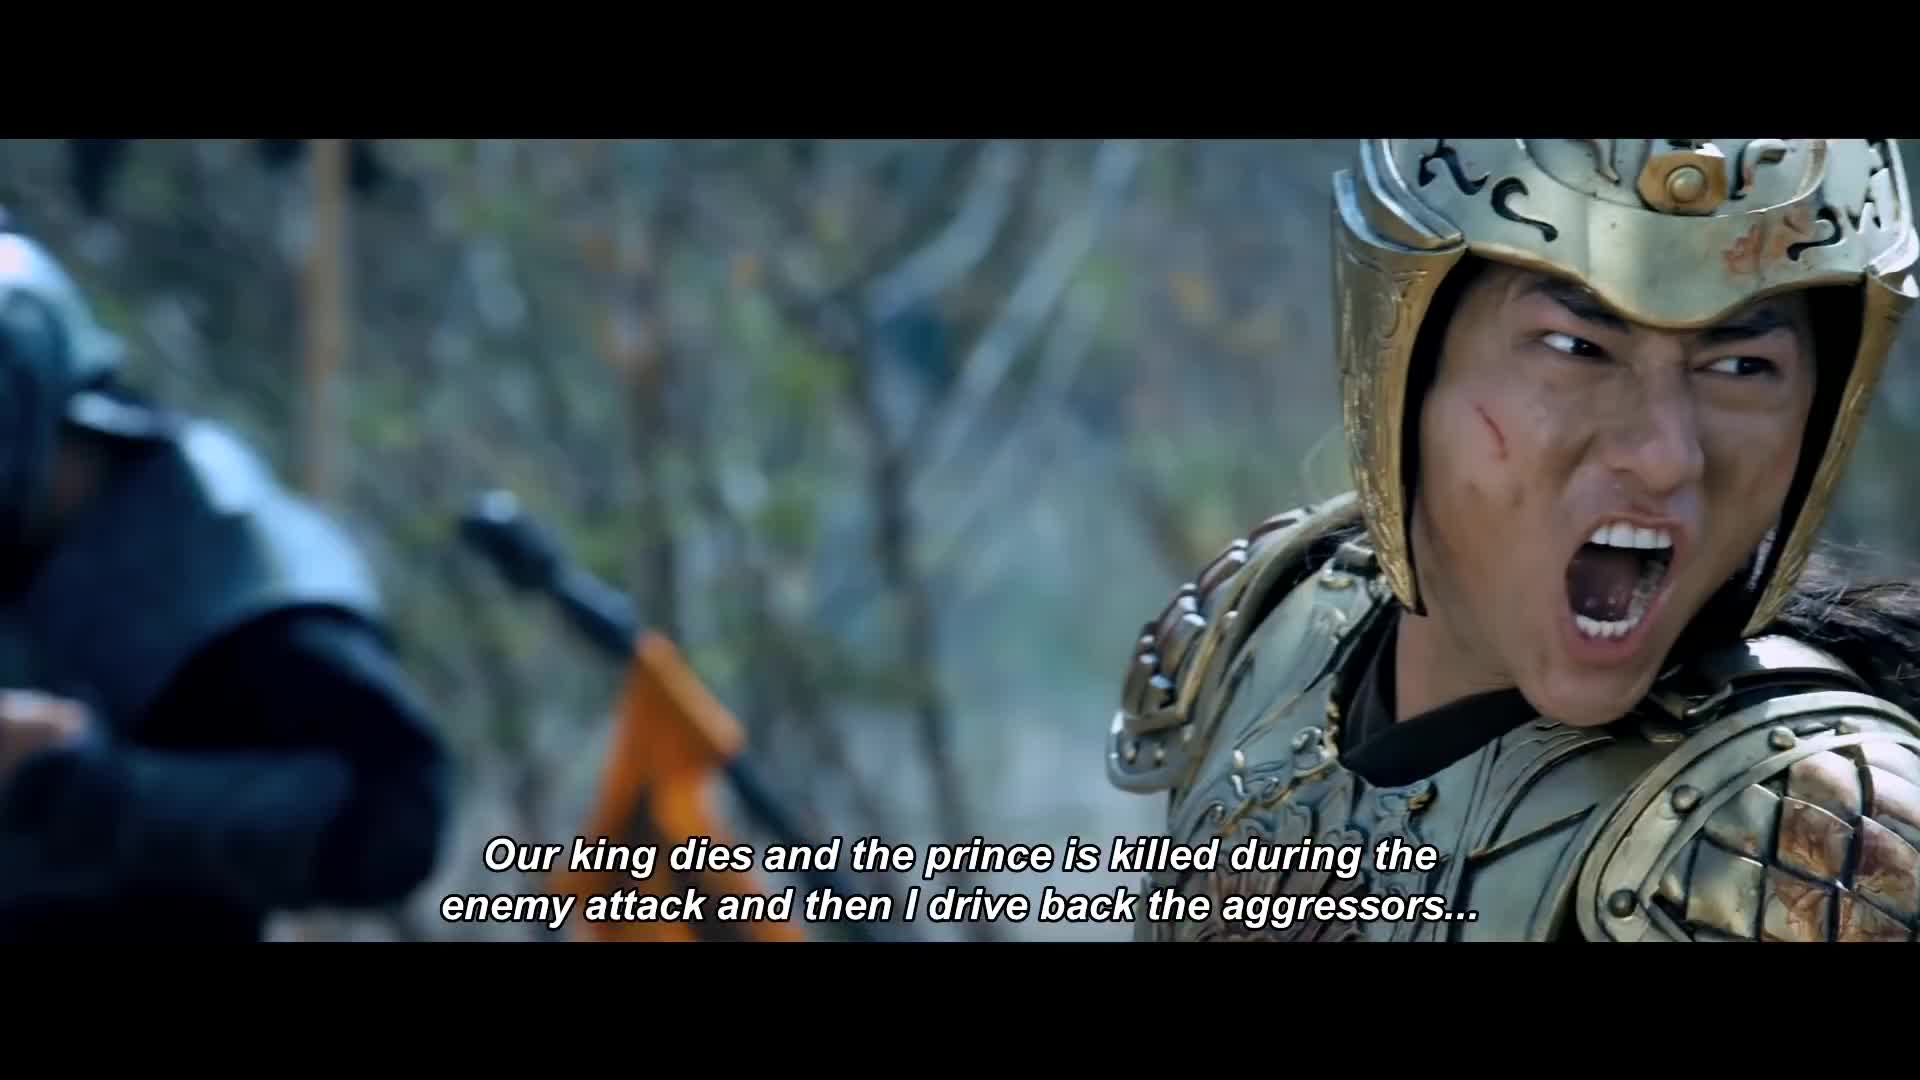 Our king dies and the prince is killed during the
enemy attack and then I drive back the aggressors...